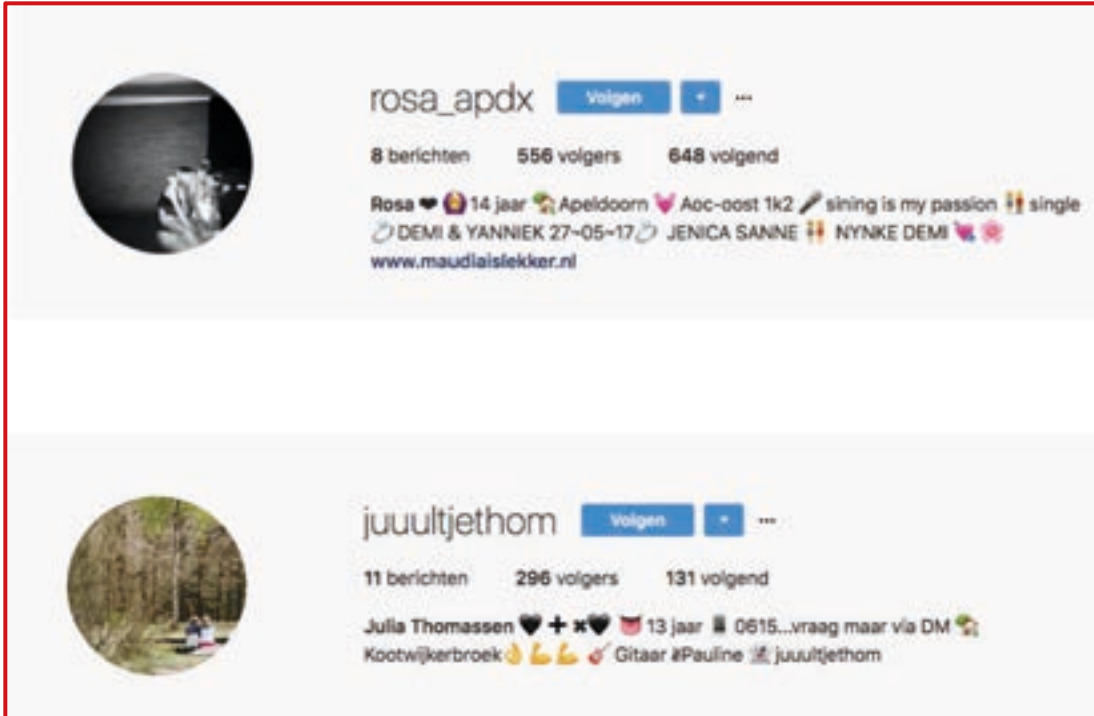 rosa_apdx Volgen
8 berichten 556 volgers 648 volgend
Rosa ❤ 🙆 14 jaar 🏡 Apeldoorn 💓 Aoc-oost 1k2 🎤 sining is my passion 👭 single
💍 DEMI & YANNIEK 27~05~17💍 JENICA SANNE 👭 NYNKE DEMI 💘 🌸
www.maudiaislekker.nl
juuultjethom Volgen
11 berichten 296 volgers 131 volgend
Julia Thomassen 🖤 ➕ ✖🖤 👅 13 jaar 📱 0615...vraag maar via DM 🏡
Kootwijkerbroek👌💪💪 🎸 Gitaar #Pauline juuultjethom